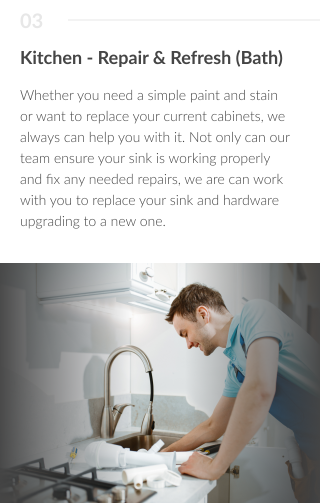 03
Kitchen - Repair & Refresh (Bath)
Whether you need a simple paint and stain
or want to replace your current cabinets, we
always can help you with it. Not only can our
team ensure your sink is working properly
and fix any needed repairs, we are can work
with you to replace your sink and hardware
upgrading to a new one.